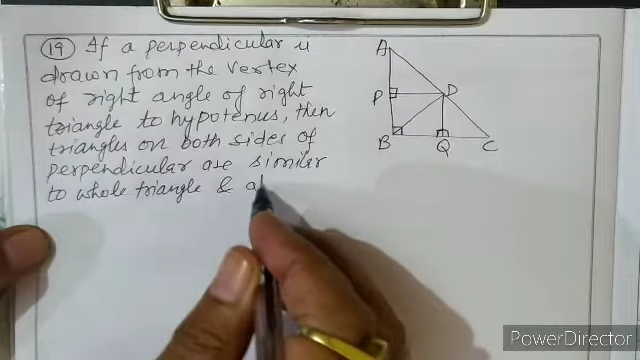 19 If a perpendicular is
drawn from the vertex
of right angle of right
triangle to hypotenus, then
triangles on both sides of
perpendicular are similar
to whole triangle & a
A
P
D
B
Q
C
PowerDirector